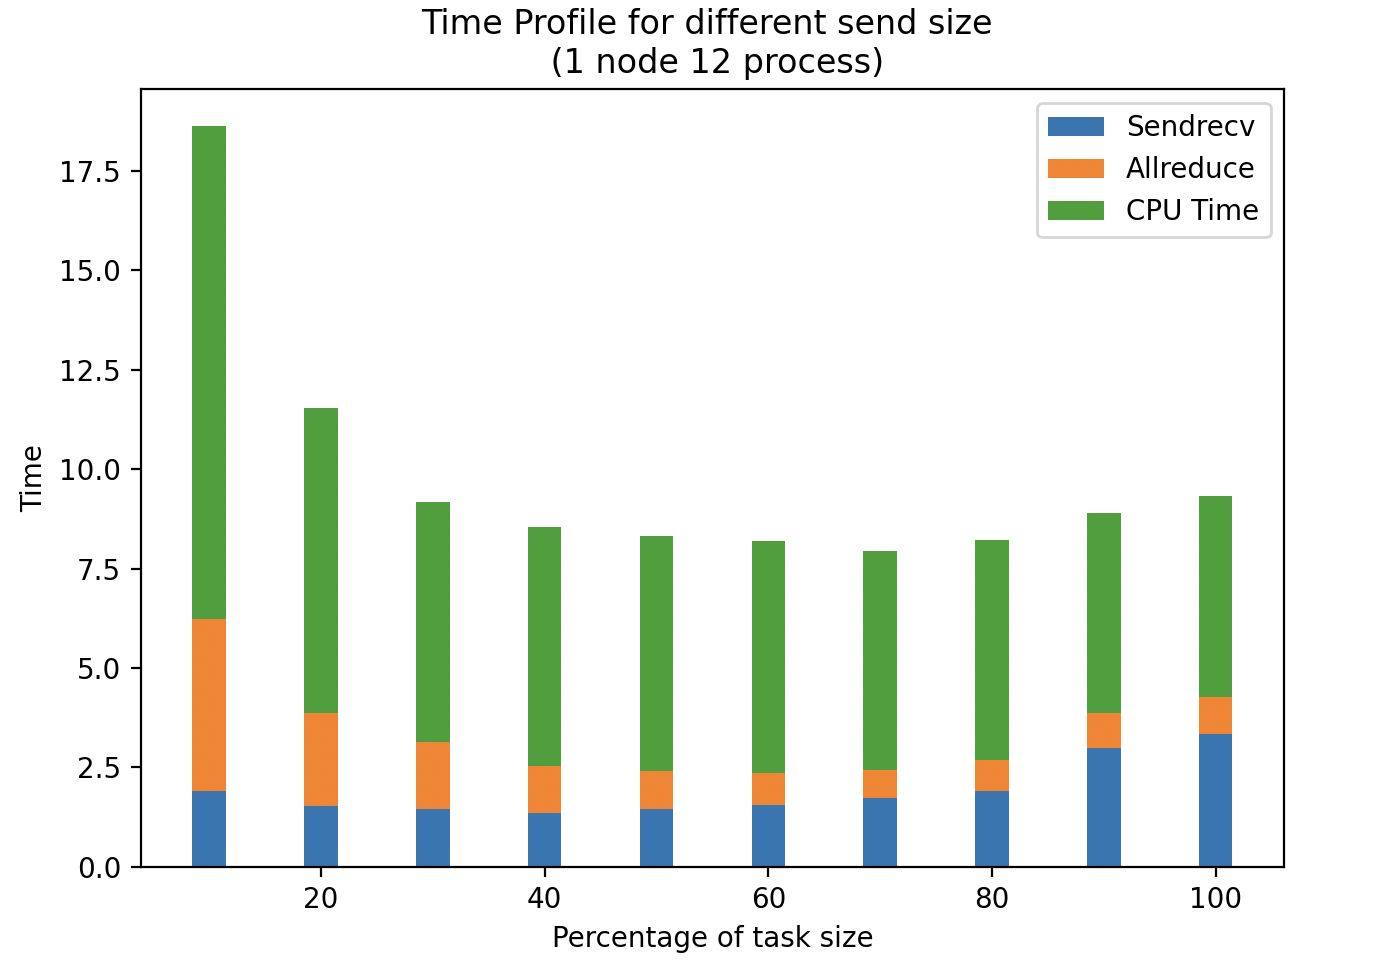 Time Profile for different send size
(1 node 12 process)
Sendrecv
Allreduce
CPU Time
17.5
15.0
12.5
10.0
7.5
5.0
2.5
0.0
Time
20 40 60 80 100
Percentage of task size